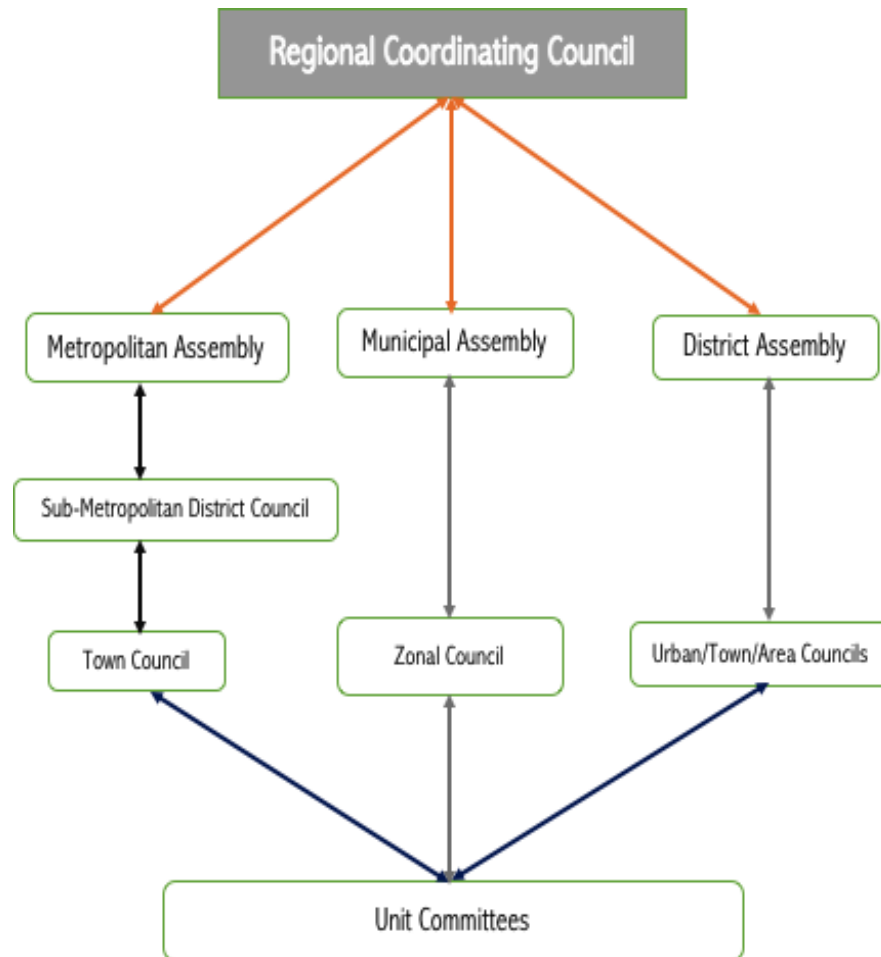 Regional Coordinating Council
Metropolitan Assembly
Municipal Assembly
District Assembly
Sub-Metropolitan District Council
Town Council
Zonal Council
Urban/Town/Area Councils
Unit Committees